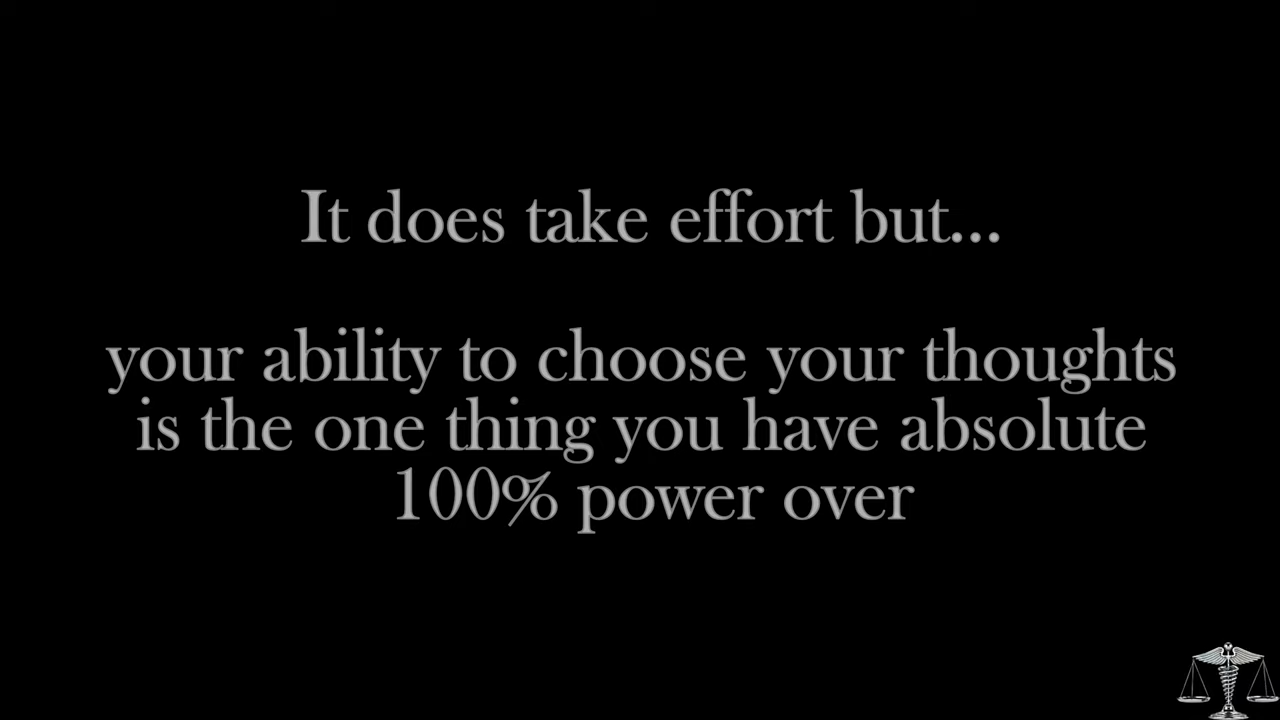 It does take effort but...
your ability to choose your thoughts
is the one thing you have absolute
100% power over